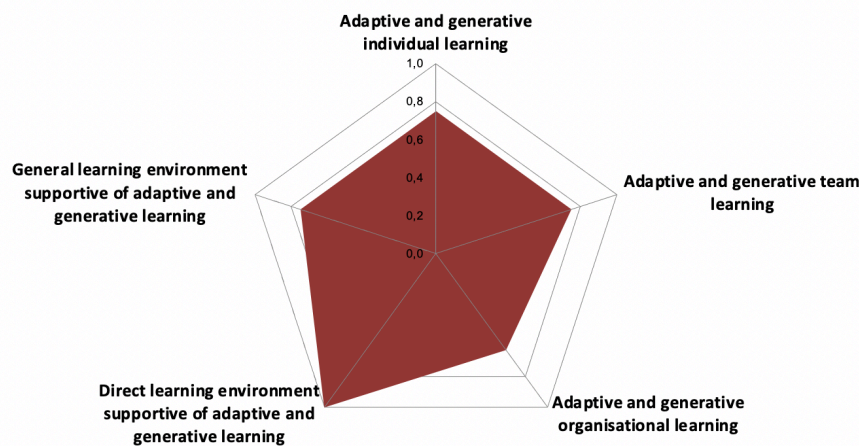 Adaptive and generative
individual learning
1,0
0,8
0,6
0,4
0,2
0,0
General learning environment
supportive of adaptive and
generative learning
Adaptive and generative team
learning
Direct learning environment
supportive of adaptive and
generative learning
Adaptive and generative
organisational learning